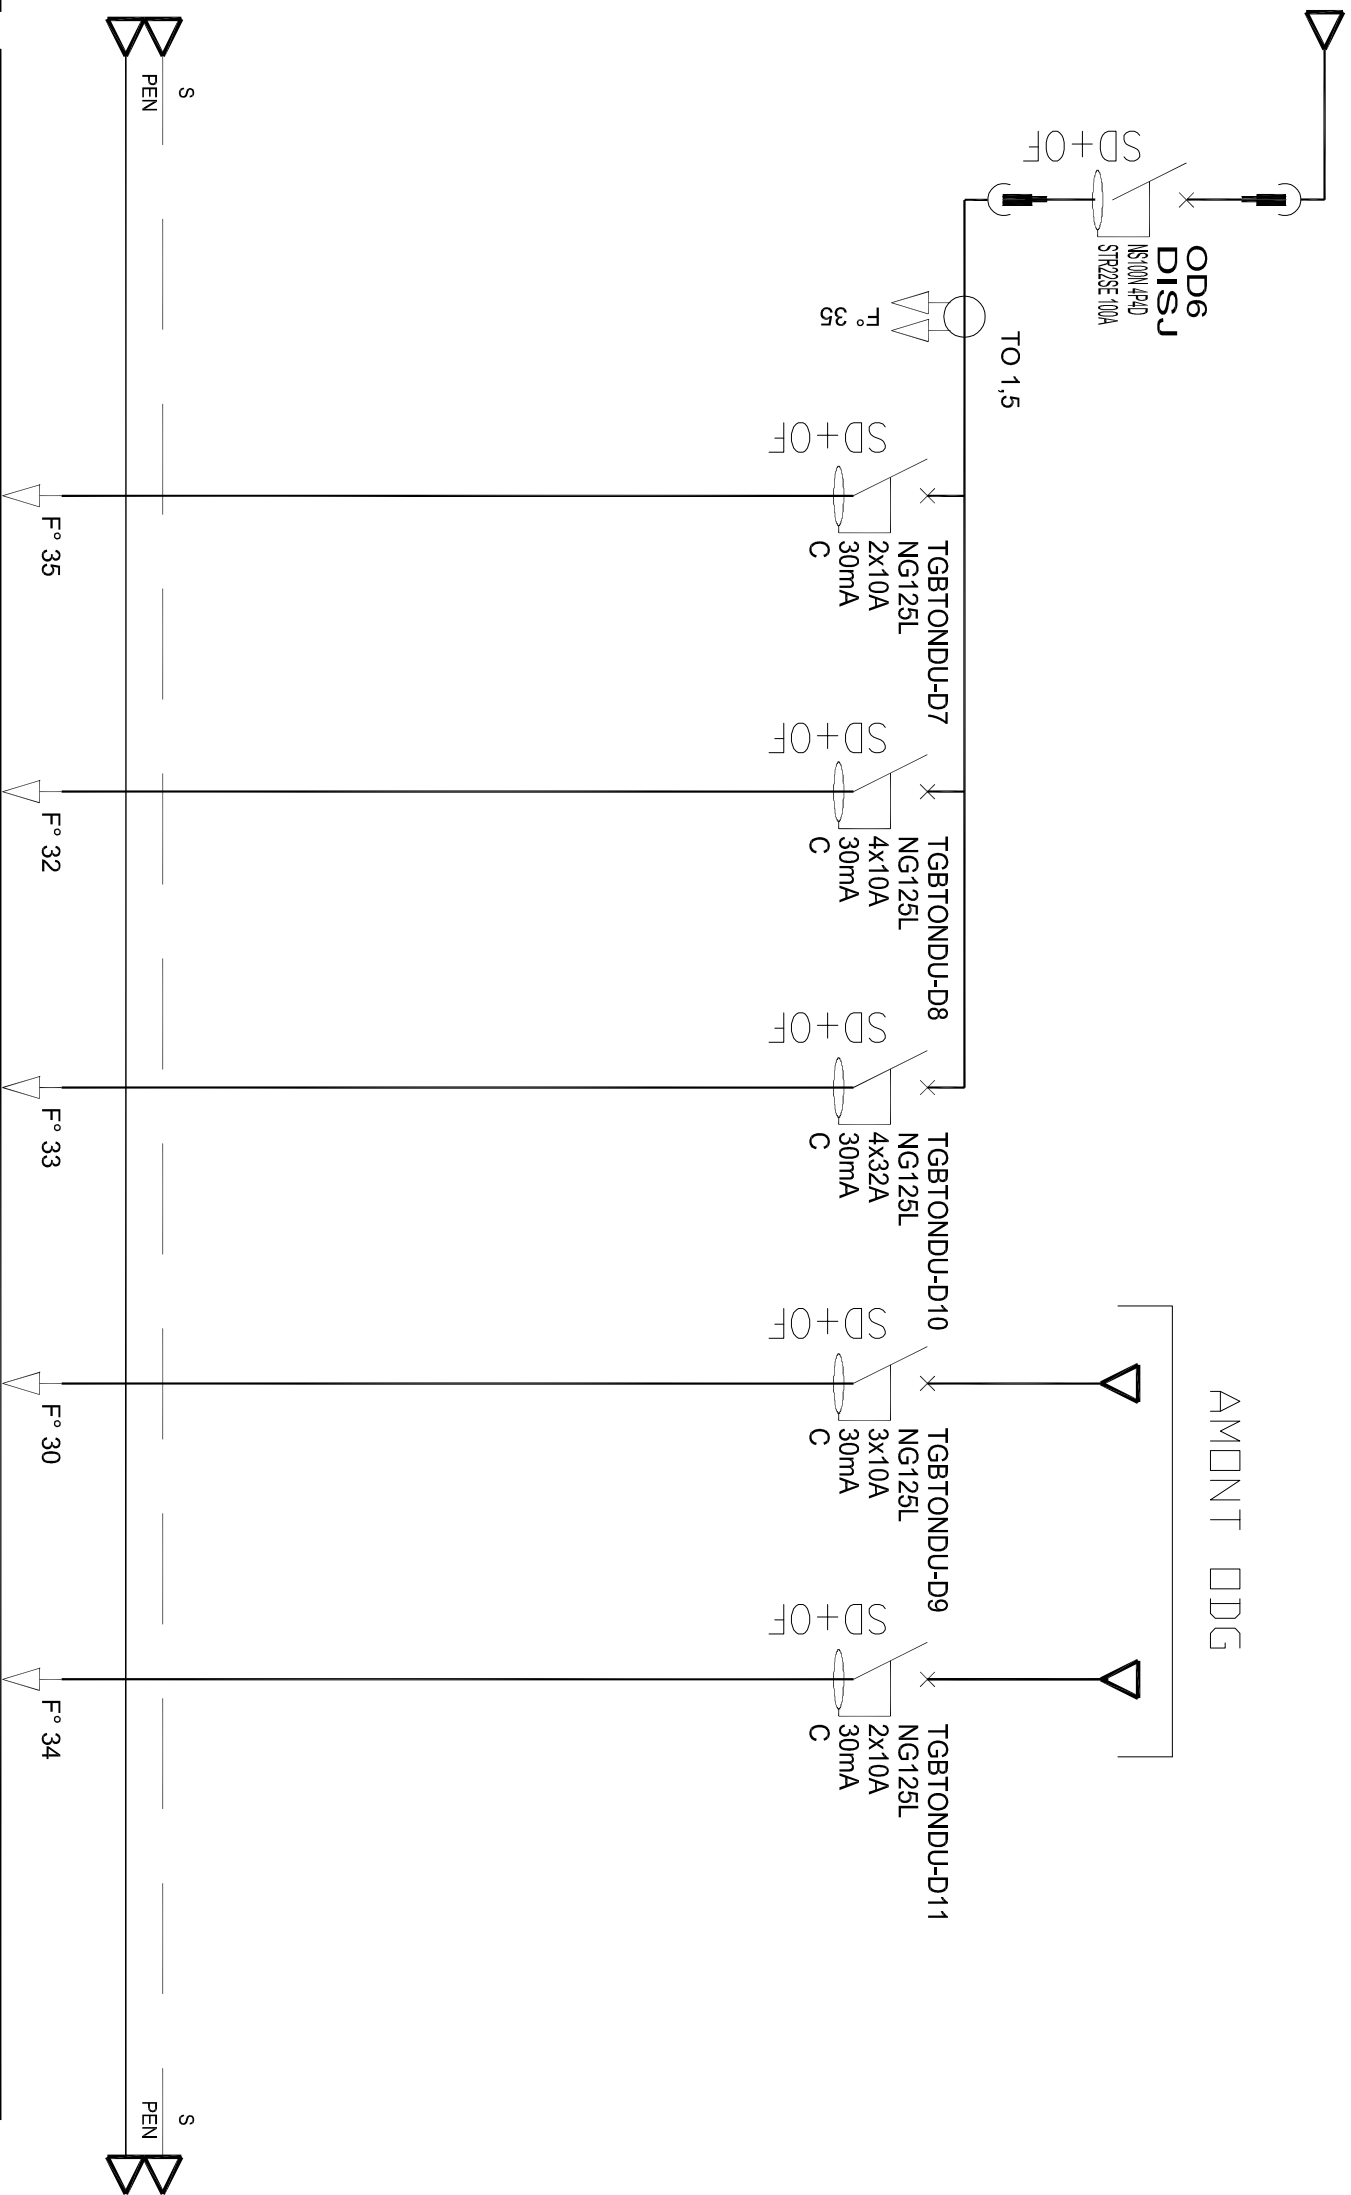 AMONT ODG
OD6
DISJ
NS100N 4P4D
STR22SE 100A
SD+OF
TO 1,5
F° 35
TGBTONDU-D7
NG125L
2x10A
30mA
C
SD+OF
TGBTONDU-D8
NG125L
4x10A
30mA
C
SD+OF
TGBTONDU-D10
NG125L
4x32A
30mA
C
SD+OF
TGBTONDU-D9
NG125L
3x10A
30mA
C
SD+OF
TGBTONDU-D11
NG125L
2x10A
30mA
C
SD+OF
S
PEN
S
PEN
F° 35
F° 32
F° 33
F° 30
F° 34